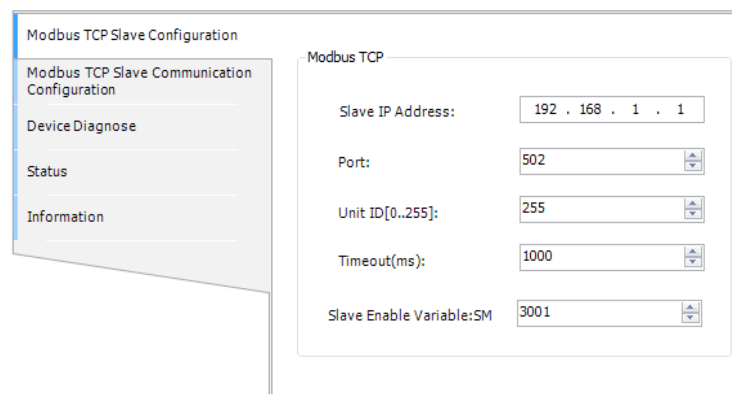 Modbus TCP Slave Configuration
Modbus TCP Slave Communication
Configuration
Device Diagnose
Status
Information
Modbus TCP
Slave IP Address: 192 . 168 . 1 . 1
Port: 502
Unit ID[0..255]: 255
Timeout(ms): 1000
Slave Enable Variable:SM 3001